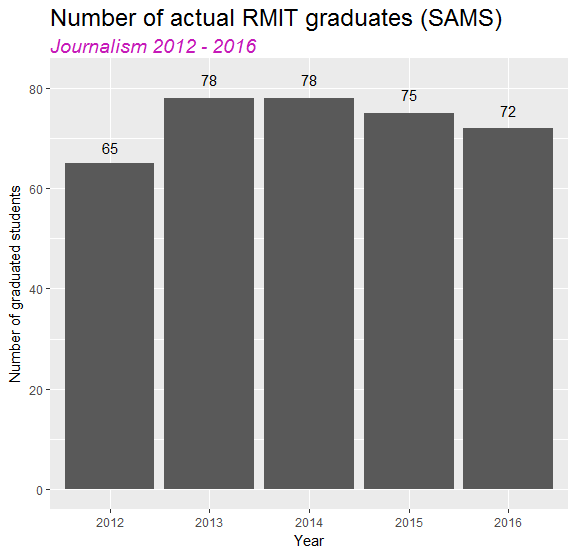 Number of actual RMIT graduates (SAMS)
Journalism 2012 - 2016
Number of graduated students
80
60
40
20
0
65
78
78
75
72
2012 2013 2014 2015 2016
Year